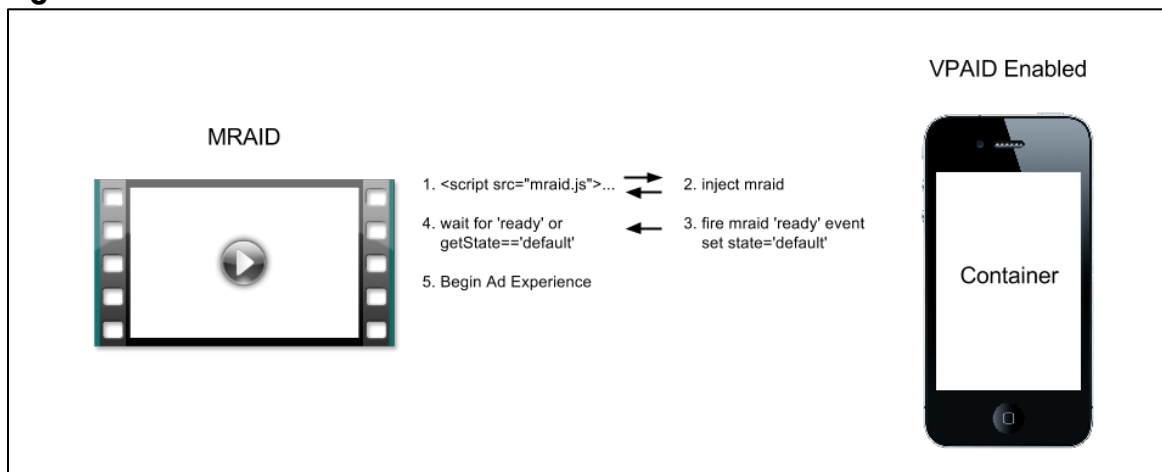 VPAID Enabled
MRAID
1. <script src="mraid.js">...
2. inject mraid
4. wait for 'ready' or
getState=='default'
3. fire mraid 'ready' event
set state='default'
5. Begin Ad Experience
Container